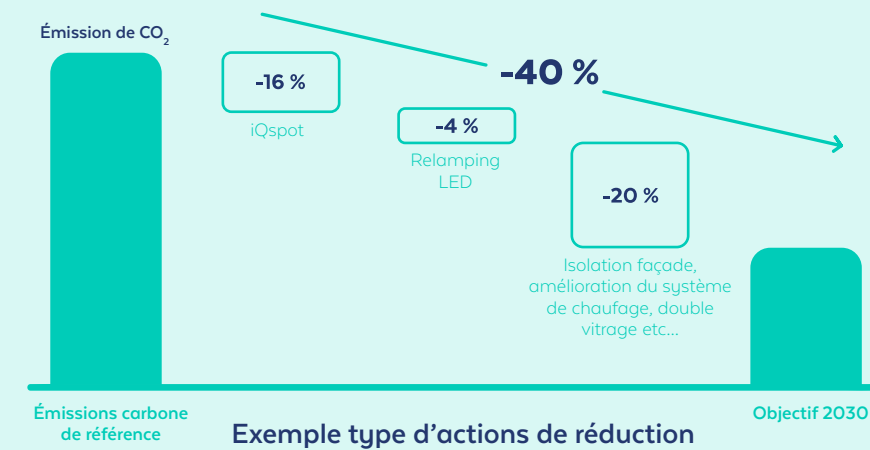 Émission de CO₂
-16 %
iQspot
-40 %
-4 %
Relamping
LED
-20 %
Isolation façade,
amélioration du système
de chaufage, double
vitrage etc...
Émissions carbone
de référence
Objectif 2030
Exemple type d’actions de réduction